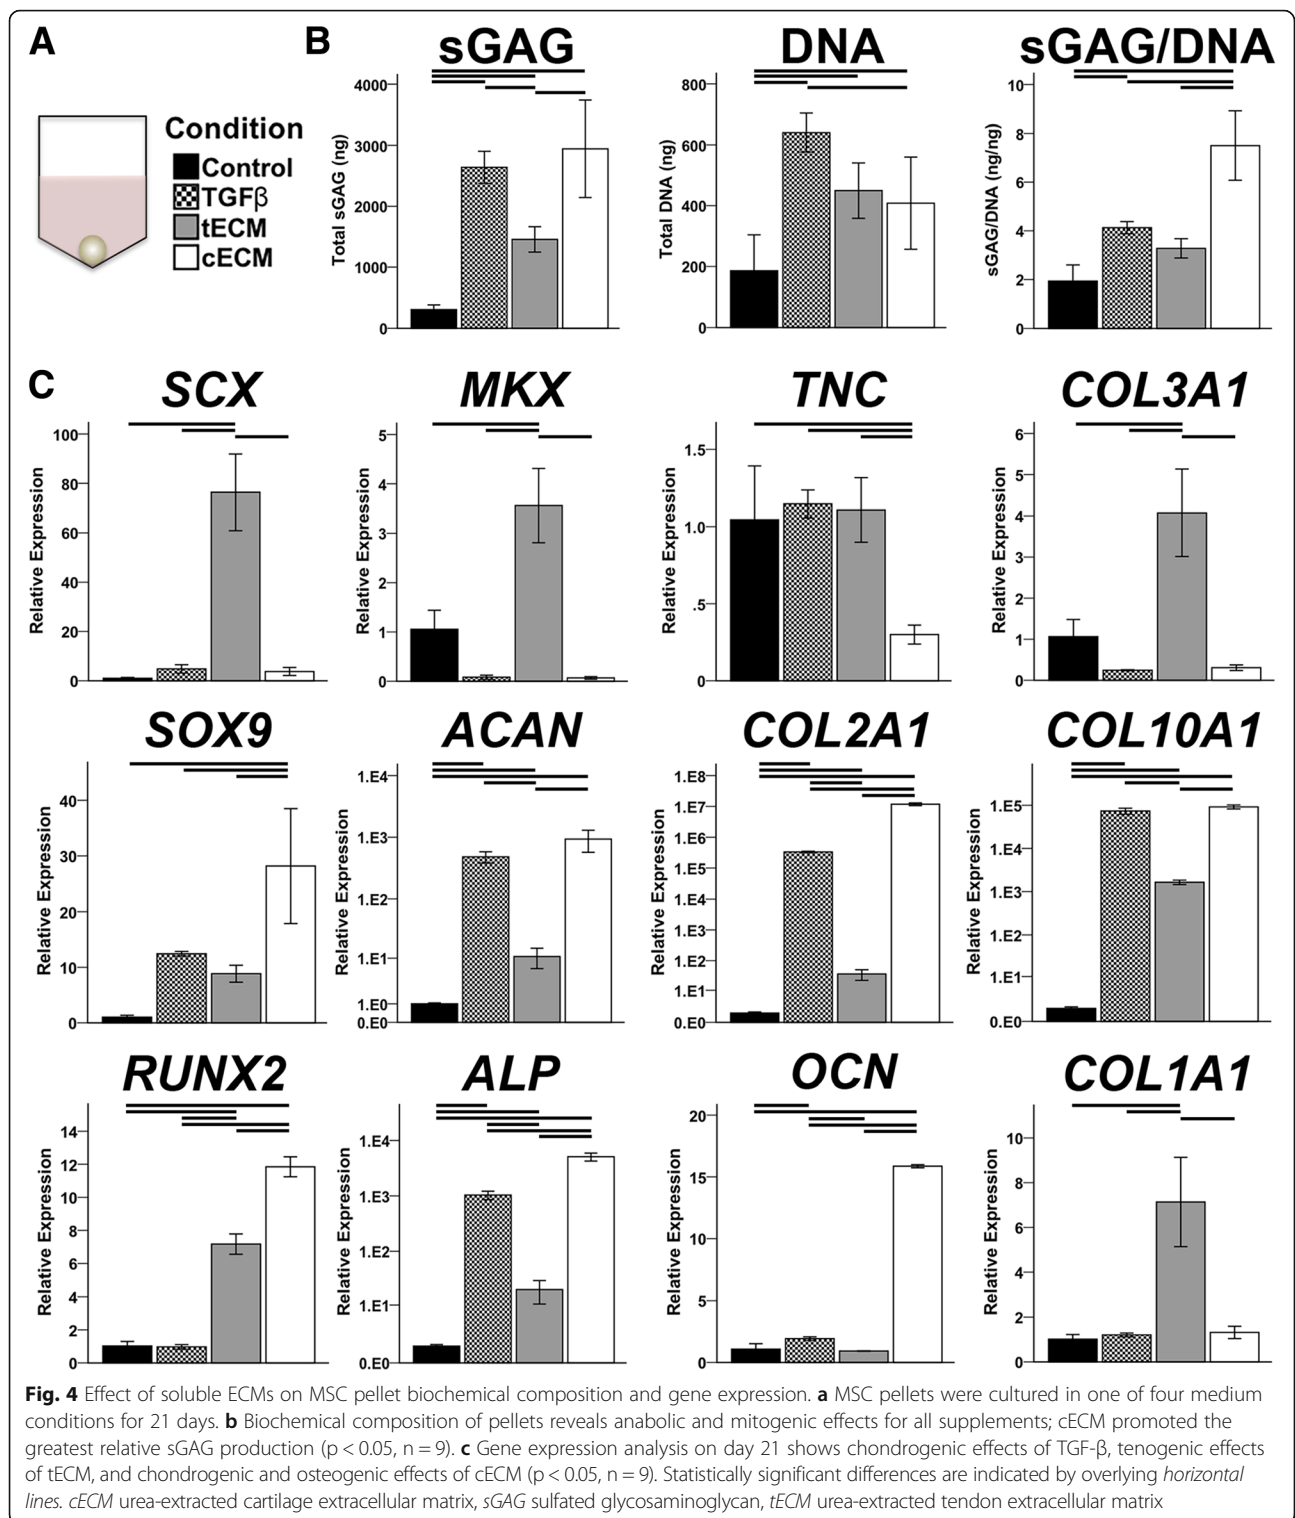 A
Condition
Control
TGFβ
tECM
cECM
B
sGAG
Total sGAG (ng)
4000
3000
2000
1000
0
DNA
Total DNA (ng)
800
600
400
200
0
sGAG/DNA
sGAG/DNA (ng/ng)
10
8
6
4
2
0
C
SCX
Relative Expression
100
80
60
40
20
0
MKX
Relative Expression
5
4
3
2
1
0
TNC
Relative Expression
1.5
1.0
.5
0
COL3A1
Relative Expression
6
5
4
3
2
1
0
SOX9
Relative Expression
40
30
20
10
0
ACAN
Relative Expression
1.E4
1.E3
1.E2
1.E1
1.E0
0.E0
COL2A1
Relative Expression
1.E8
1.E7
1.E6
1.E5
1.E4
1.E3
1.E2
1.E1
0.E0
COL10A1
Relative Expression
1.E5
1.E4
1.E3
1.E2
1.E1
0.E0
RUNX2
Relative Expression
14
12
10
8
6
4
2
0
ALP
Relative Expression
1.E4
1.E3
1.E2
1.E1
0.E0
OCN
Relative Expression
20
15
10
5
0
COL1A1
Relative Expression
10
8
6
4
2
0
Fig. 4 Effect of soluble ECMs on MSC pellet biochemical composition and gene expression. a MSC pellets were cultured in one of four medium
conditions for 21 days. b Biochemical composition of pellets reveals anabolic and mitogenic effects for all supplements; cECM promoted the
greatest relative sGAG production (p < 0.05, n = 9). c Gene expression analysis on day 21 shows chondrogenic effects of TGF-β, tenogenic effects
of tECM, and chondrogenic and osteogenic effects of cECM (p < 0.05, n = 9). Statistically significant differences are indicated by overlying horizontal
lines. cECM urea-extracted cartilage extracellular matrix, sGAG sulfated glycosaminoglycan, tECM urea-extracted tendon extracellular matrix